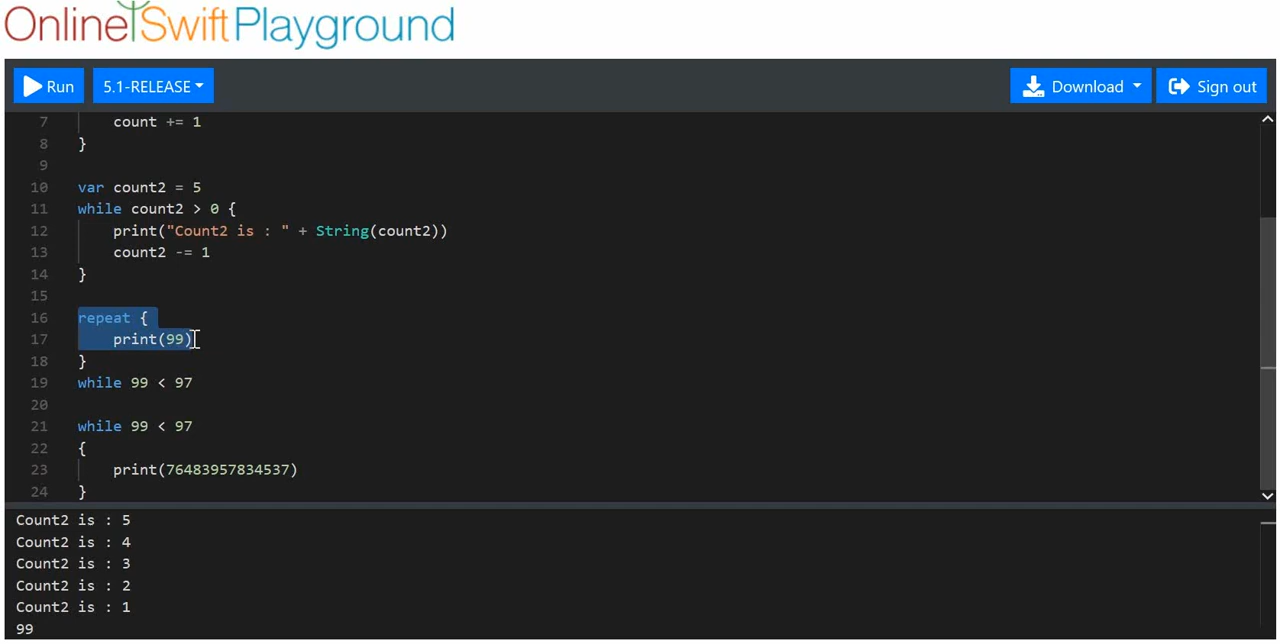 Online Swift Playground
Run 5.1-RELEASE Download Sign out
7 count += 1
8 }
9
10 var count2 = 5
11 while count2 > 0 {
12 print("Count2 is : " + String(count2))
13 count2 -= 1
14 }
15
16 repeat {
17 print(99)
18 }
19 while 99 < 97
20
21 while 99 < 97
22 {
23 print(76483957834537)
24 }
Count2 is : 5
Count2 is : 4
Count2 is : 3
Count2 is : 2
Count2 is : 1
99